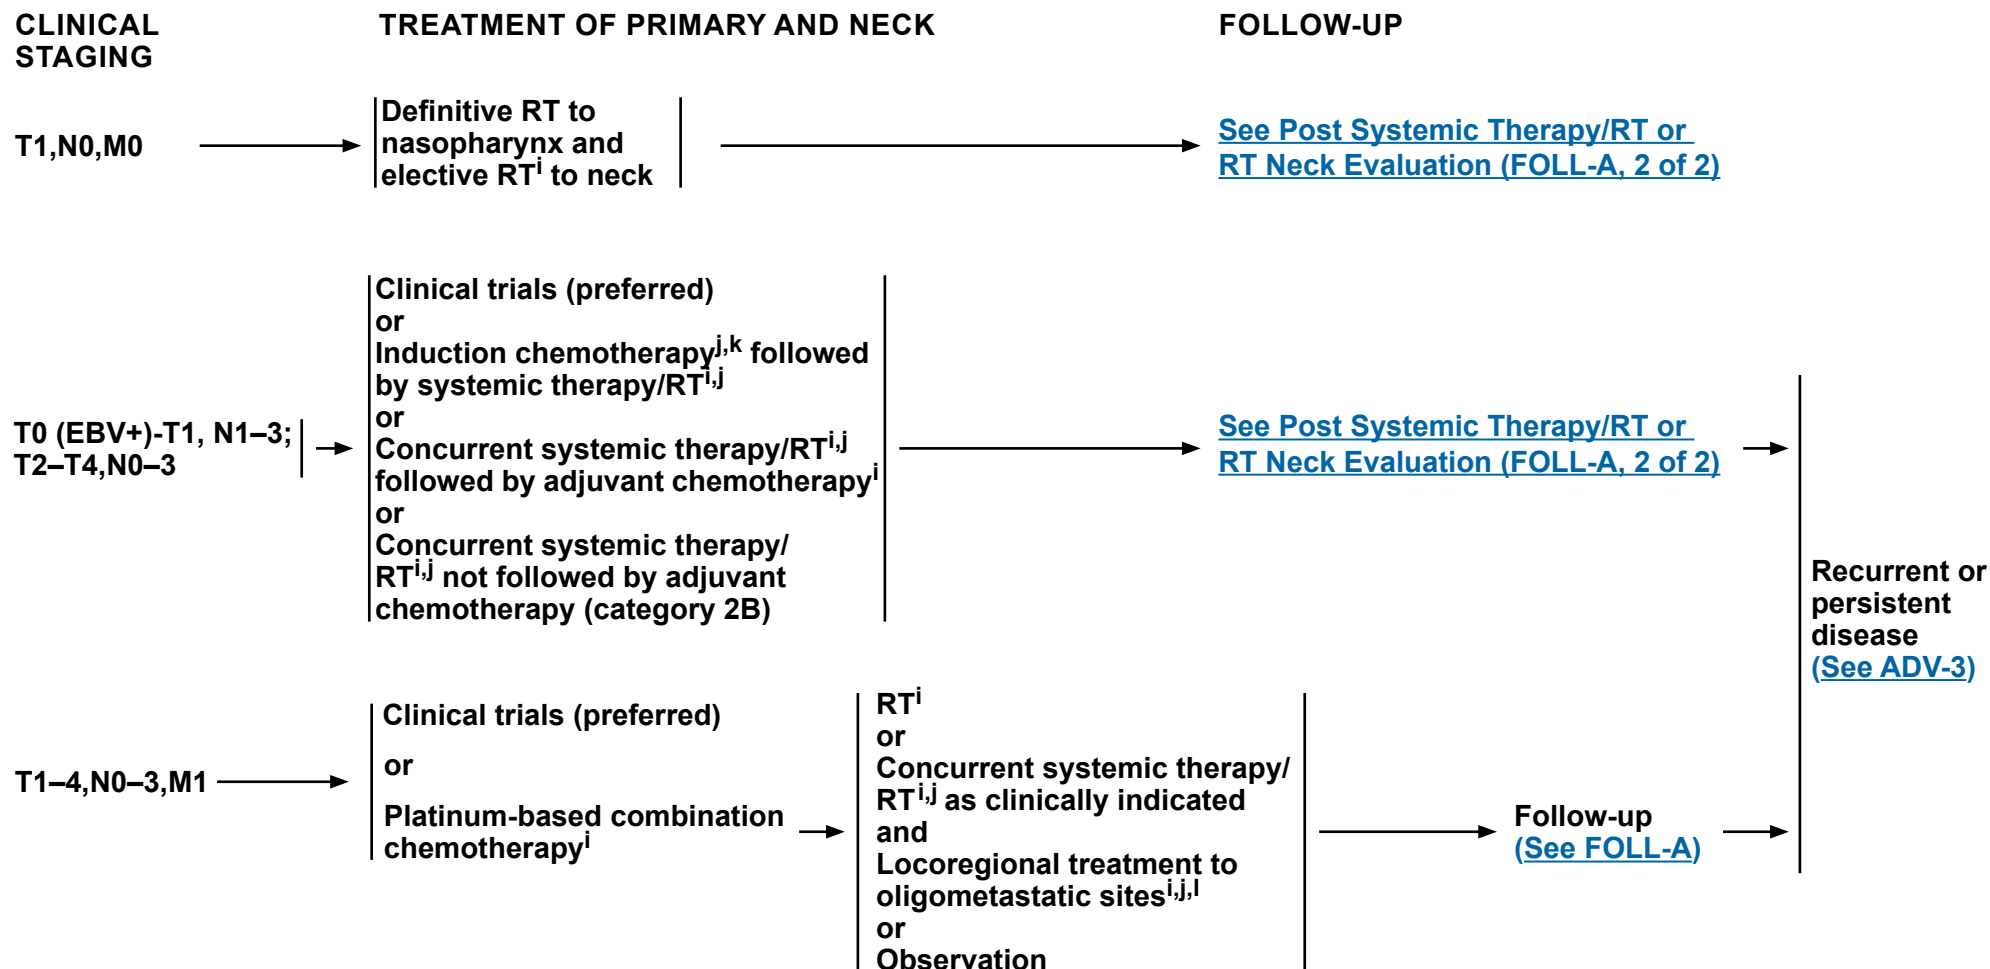 CLINICAL
STAGING
TREATMENT OF PRIMARY AND NECK
FOLLOW-UP
T1,N0,M0
Definitive RT to
nasopharynx and
elective RTⁱ to neck
See Post Systemic Therapy/RT or
RT Neck Evaluation (FOLL-A, 2 of 2)
T0 (EBV+)-T1, N1–3;
T2–T4,N0–3
Clinical trials (preferred)
or
Induction chemotherapyʲ,ᵏ followed
by systemic therapy/RTⁱ,ʲ
or
Concurrent systemic therapy/RTⁱ,ʲ
followed by adjuvant chemotherapyⁱ
or
Concurrent systemic therapy/
RTⁱ,ʲ not followed by adjuvant
chemotherapy (category 2B)
See Post Systemic Therapy/RT or
RT Neck Evaluation (FOLL-A, 2 of 2)
T1–4,N0–3,M1
Clinical trials (preferred)
or
Platinum-based combination
chemotherapyⁱ
RTⁱ
or
Concurrent systemic therapy/
RTⁱ,ʲ as clinically indicated
and
Locoregional treatment to
oligometastatic sitesⁱ,ʲ,ˡ
or
Observation
Follow-up
(See FOLL-A)
Recurrent or
persistent
disease
(See ADV-3)